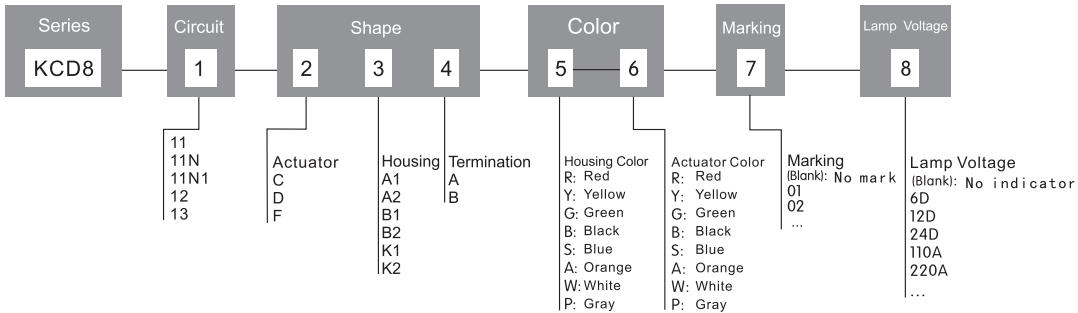 Series
Circuit
Shape
Color
Marking
Lamp Voltage
KCD8
1
2
3
4
5
6
7
8
11
11N
11N1
12
13
Actuator
C
D
F
Housing
A1
A2
B1
B2
K1
K2
Termination
A
B
Housing Color
R: Red
Y: Yellow
G: Green
B: Black
S: Blue
A: Orange
W: White
P: Gray
Actuator Color
R: Red
Y: Yellow
G: Green
B: Black
S: Blue
A: Orange
W: White
P: Gray
Marking
(Blank): No mark
01
02
...
Lamp Voltage
(Blank): No indicator
6D
12D
24D
110A
220A
...